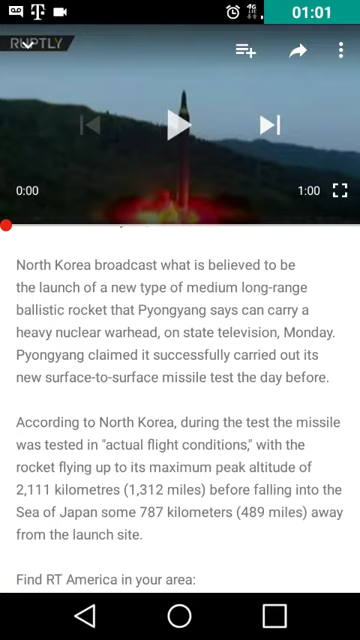 4G
01:01
RUPTLY
0:00
1:00
North Korea broadcast what is believed to be
the launch of a new type of medium long-range
ballistic rocket that Pyongyang says can carry a
heavy nuclear warhead, on state television, Monday.
Pyongyang claimed it successfully carried out its
new surface-to-surface missile test the day before.
According to North Korea, during the test the missile
was tested in "actual flight conditions," with the
rocket flying up to its maximum peak altitude of
2,111 kilometres (1,312 miles) before falling into the
Sea of Japan some 787 kilometers (489 miles) away
from the launch site.
Find RT America in your area: